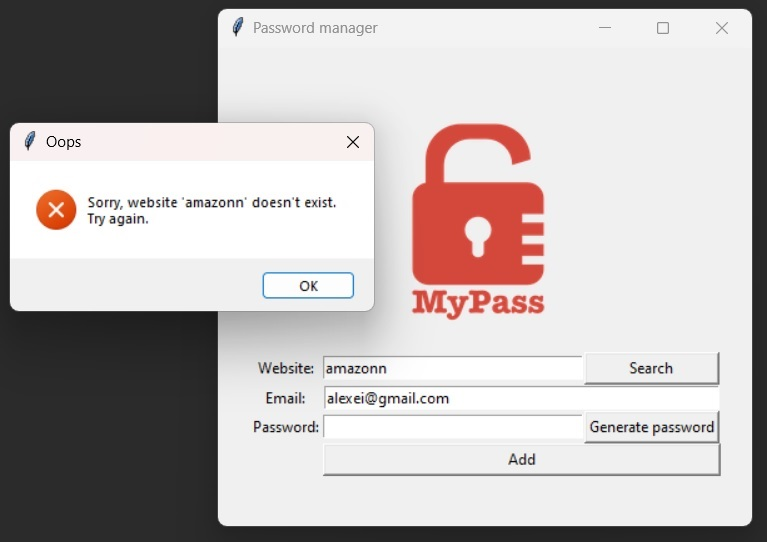 Password manager
Oops
Sorry, website 'amazonn' doesn't exist.
Try again.
OK
MyPass
Website: amazonn Search
Email: alexei@gmail.com
Password: Generate password
Add